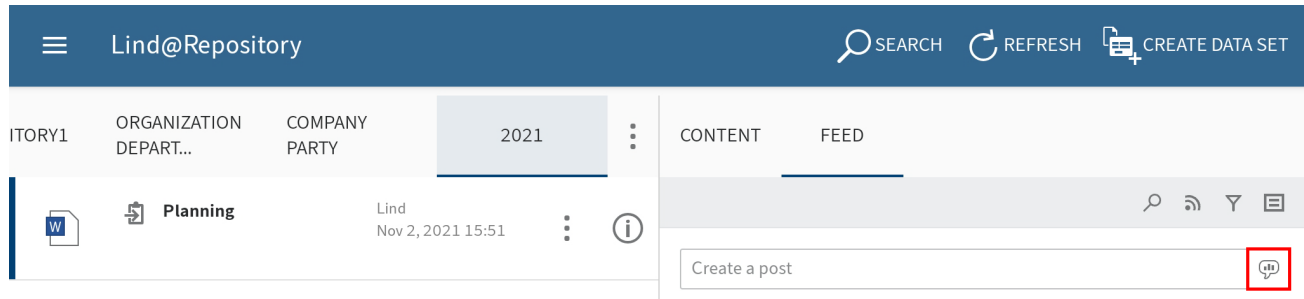 Lind@Repository
SEARCH
REFRESH
CREATE DATA SET
ITORY1
ORGANIZATION
DEPART...
COMPANY
PARTY
2021
CONTENT
FEED
W
Planning
Lind
Nov 2, 2021 15:51
Create a post